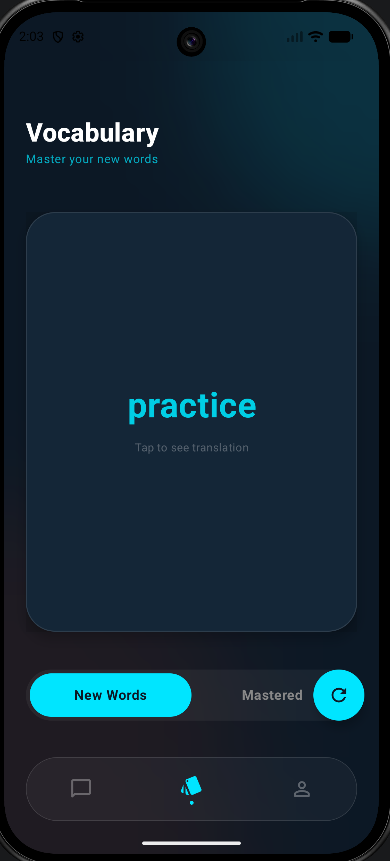 2:03
Vocabulary
Master your new words
practice
Tap to see translation
New Words
Mastered